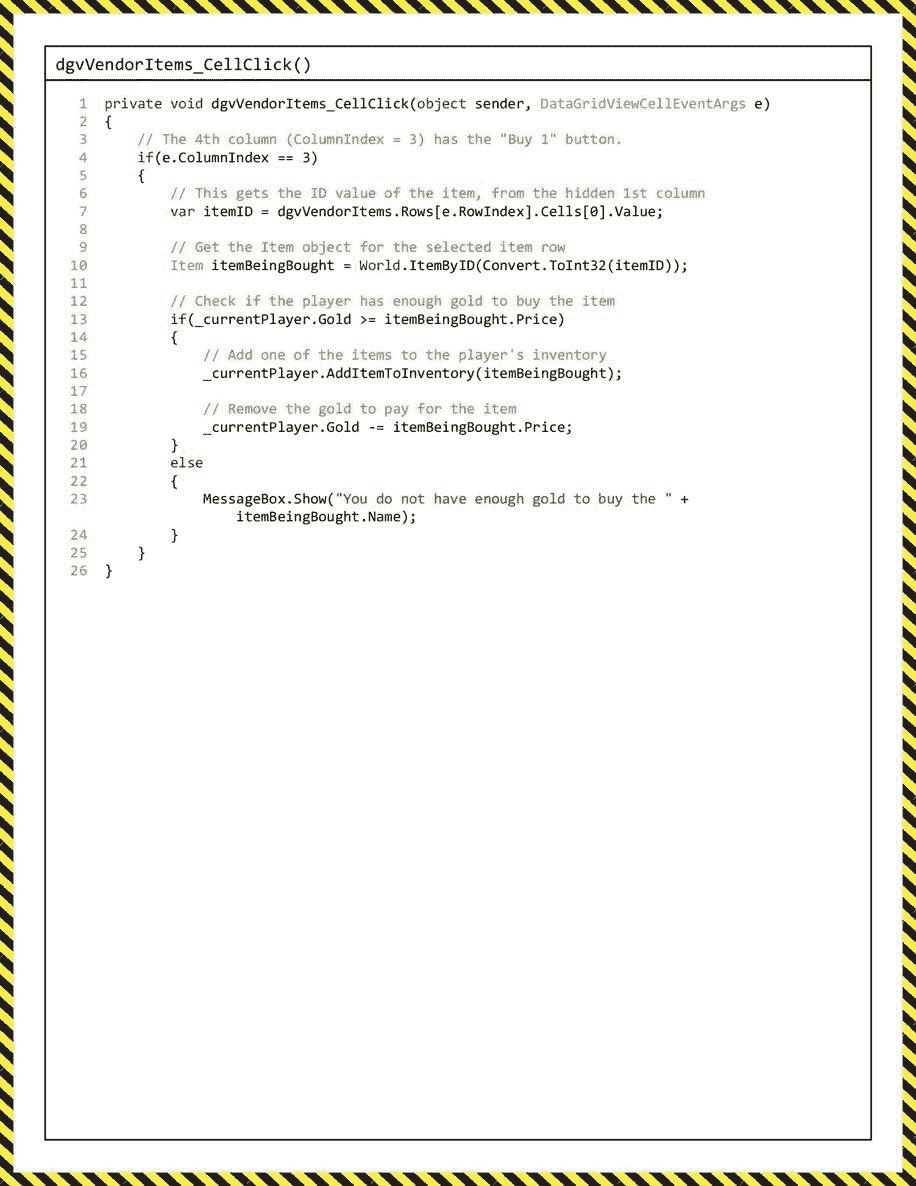 dgvVendorItems_CellClick()
1 private void dgvVendorItems_CellClick(object sender, DataGridViewCellEventArgs e)
2 {
3     // The 4th column (ColumnIndex = 3) has the "Buy 1" button.
4     if(e.ColumnIndex == 3)
5     {
6         // This gets the ID value of the item, from the hidden 1st column
7         var itemID = dgvVendorItems.Rows[e.RowIndex].Cells[0].Value;
8
9         // Get the Item object for the selected item row
10         Item itemBeingBought = World.ItemByID(Convert.ToInt32(itemID));
11
12         // Check if the player has enough gold to buy the item
13         if(_currentPlayer.Gold >= itemBeingBought.Price)
14         {
15             // Add one of the items to the player's inventory
16             _currentPlayer.AddItemToInventory(itemBeingBought);
17
18             // Remove the gold to pay for the item
19             _currentPlayer.Gold -= itemBeingBought.Price;
20         }
21         else
22         {
23             MessageBox.Show("You do not have enough gold to buy the " +
                itemBeingBought.Name);
24         }
25     }
26 }